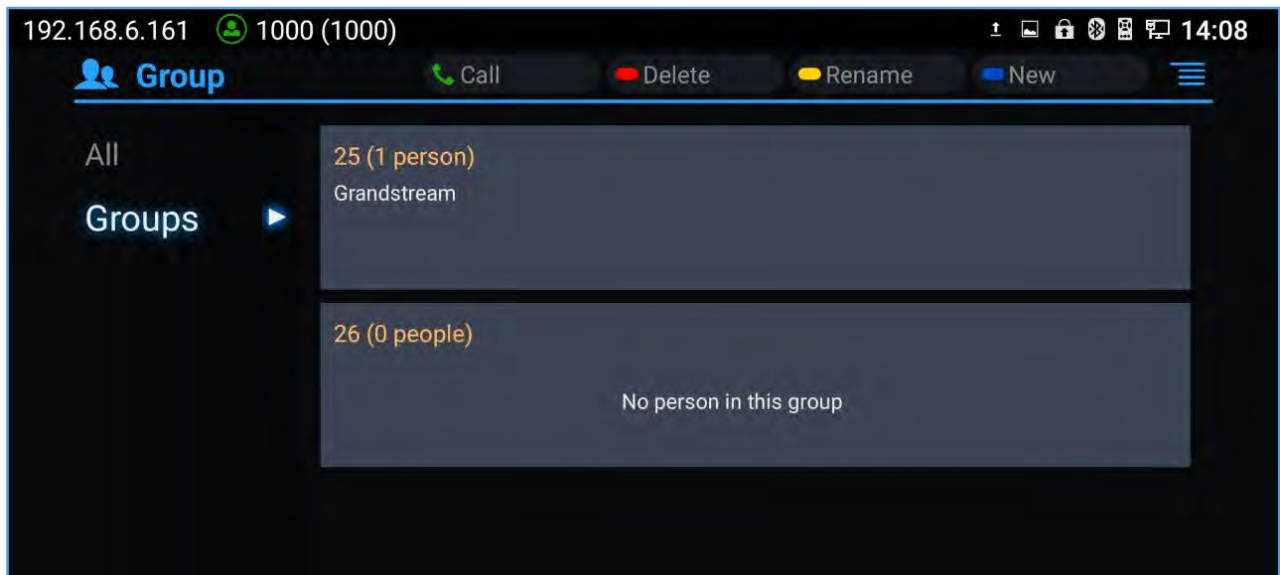 192.168.6.161 1000 (1000) 14:08
Group Call Delete Rename New
All
Groups
25 (1 person)
Grandstream
26 (0 people)
No person in this group